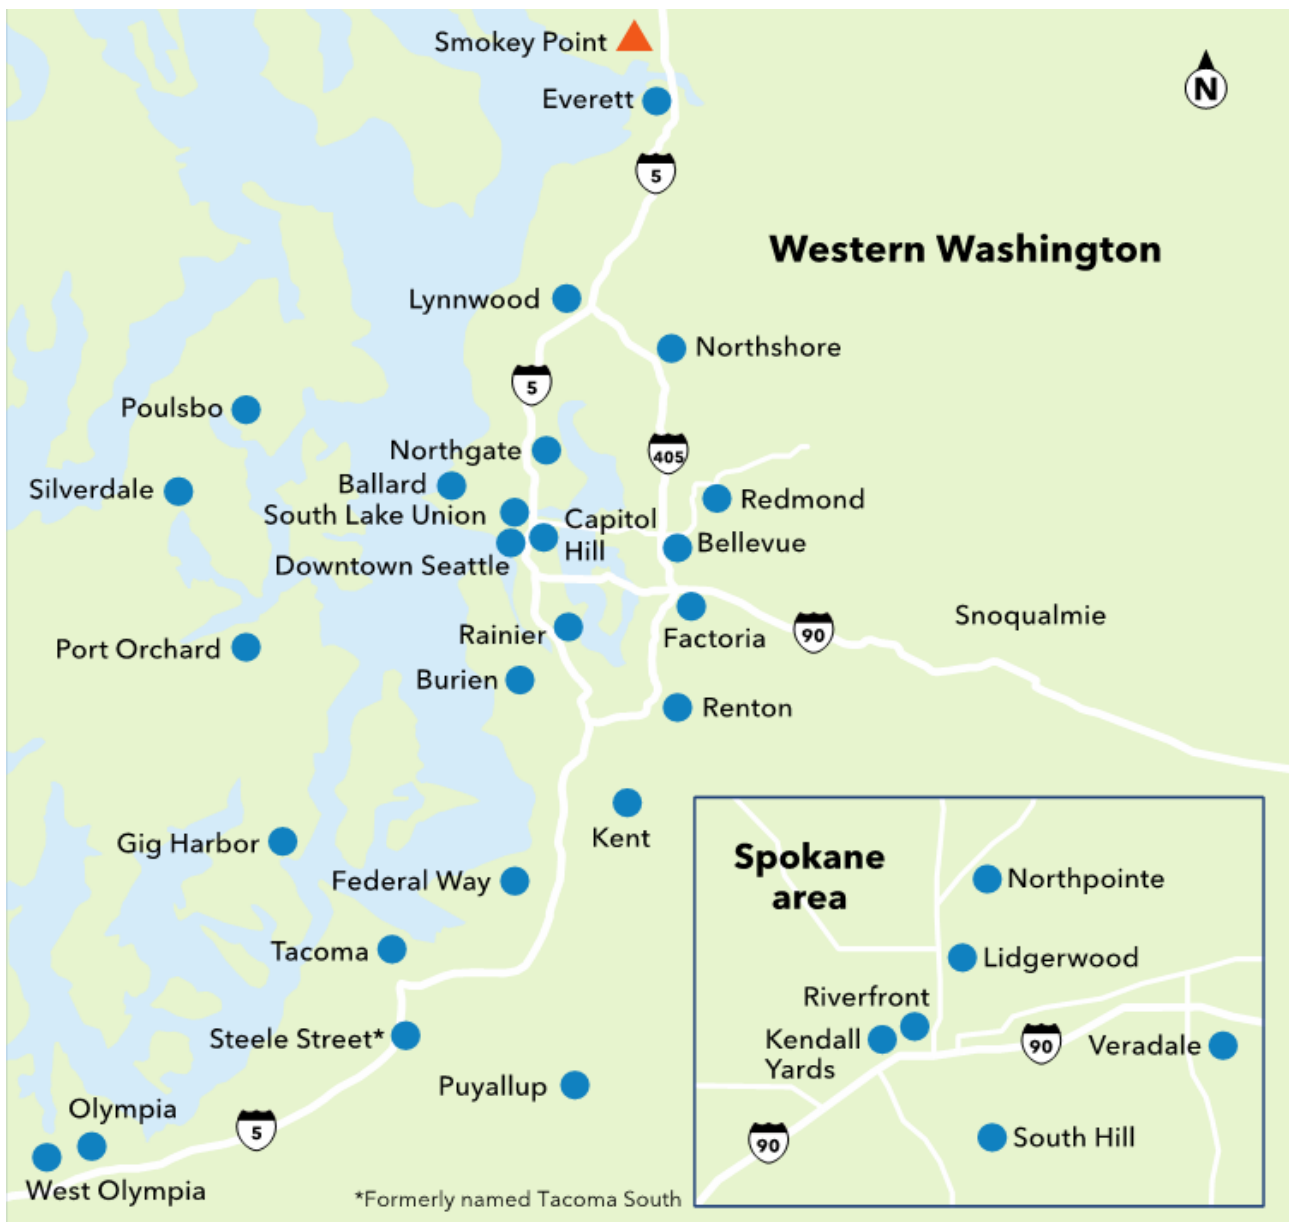 Smokey Point
N
Everett
5
Western Washington
Lynnwood
Northshore
5
Poulsbo
Northgate
405
Ballard
Silverdale
Redmond
South Lake Union
Capitol
Hill
Bellevue
Downtown Seattle
Snoqualmie
Rainier
Factoria
90
Port Orchard
Burien
Renton
Kent
Gig Harbor
Federal Way
Tacoma
Steele Street*
Puyallup
Olympia
5
West Olympia
*Formerly named Tacoma South
Spokane
area
Northpointe
Lidgerwood
Riverfront
Kendall
Yards
90
Veradale
South Hill
90